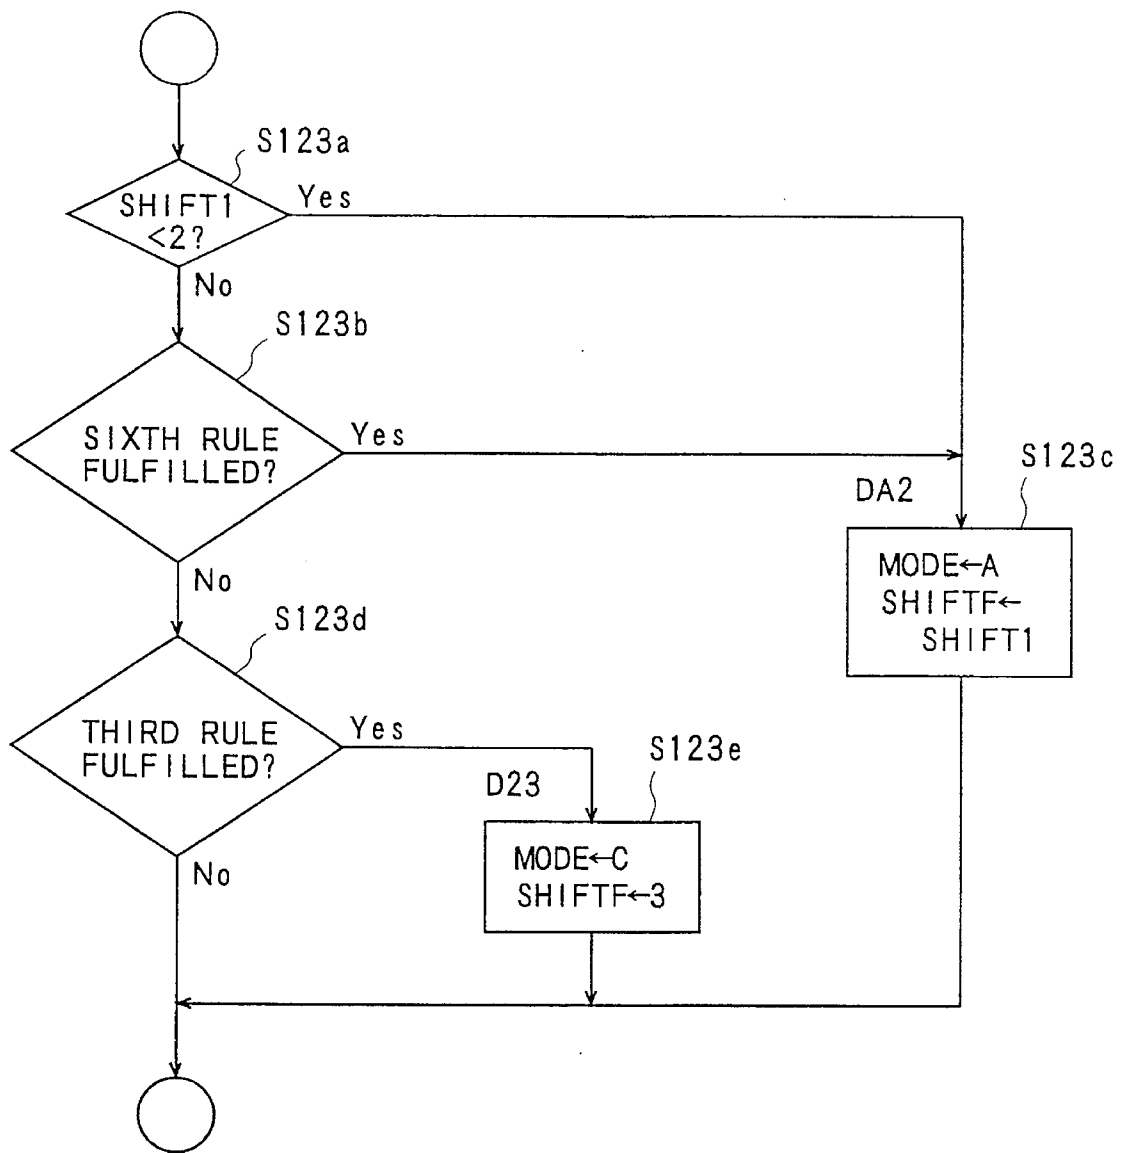 S123a
SHIFT1
<2?
Yes
No
S123b
SIXTH RULE
FULFILLED?
Yes
S123c
DA2
MODE←A
SHIFTF←
SHIFT1
No
S123d
THIRD RULE
FULFILLED?
Yes
S123e
D23
MODE←C
SHIFTF←3
No